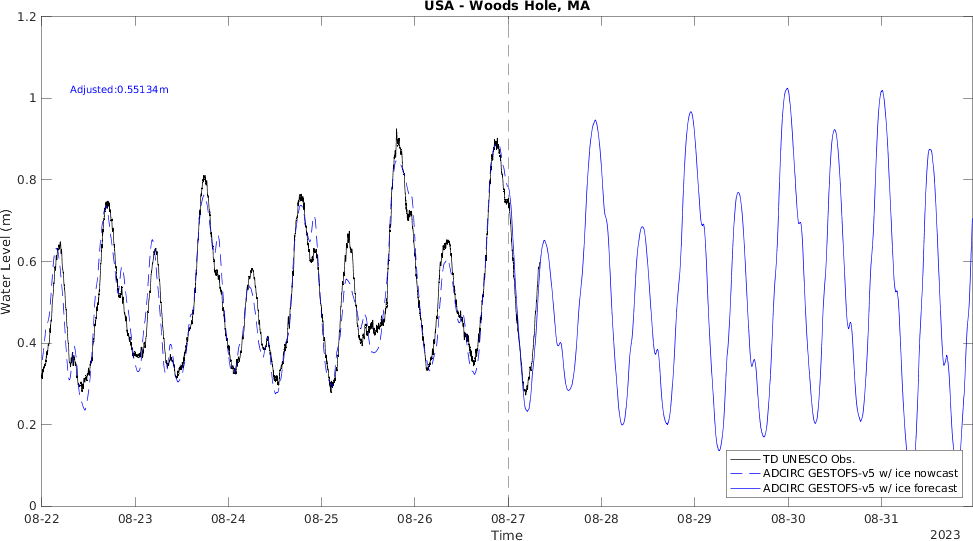 USA - Woods Hole, MA
1.2
1
0.8
0.6
0.4
0.2
0
Water Level (m)
Adjusted:0.55134m
TD UNESCO Obs.
ADCIRC GESTOFS-v5 w/ ice nowcast
ADCIRC GESTOFS-v5 w/ ice forecast
08-22 08-23 08-24 08-25 08-26 08-27 08-28 08-29 08-30 08-31
Time
2023